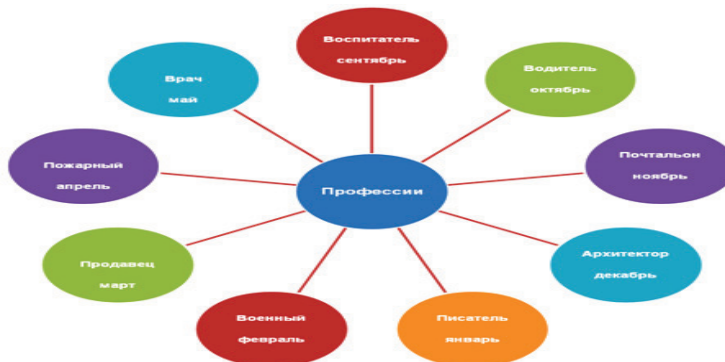 Воспитатель
сентябрь
Водитель
октябрь
Почтальон
ноябрь
Архитектор
декабрь
Писатель
январь
Военный
февраль
Продавец
март
Пожарный
апрель
Врач
май
Профессии